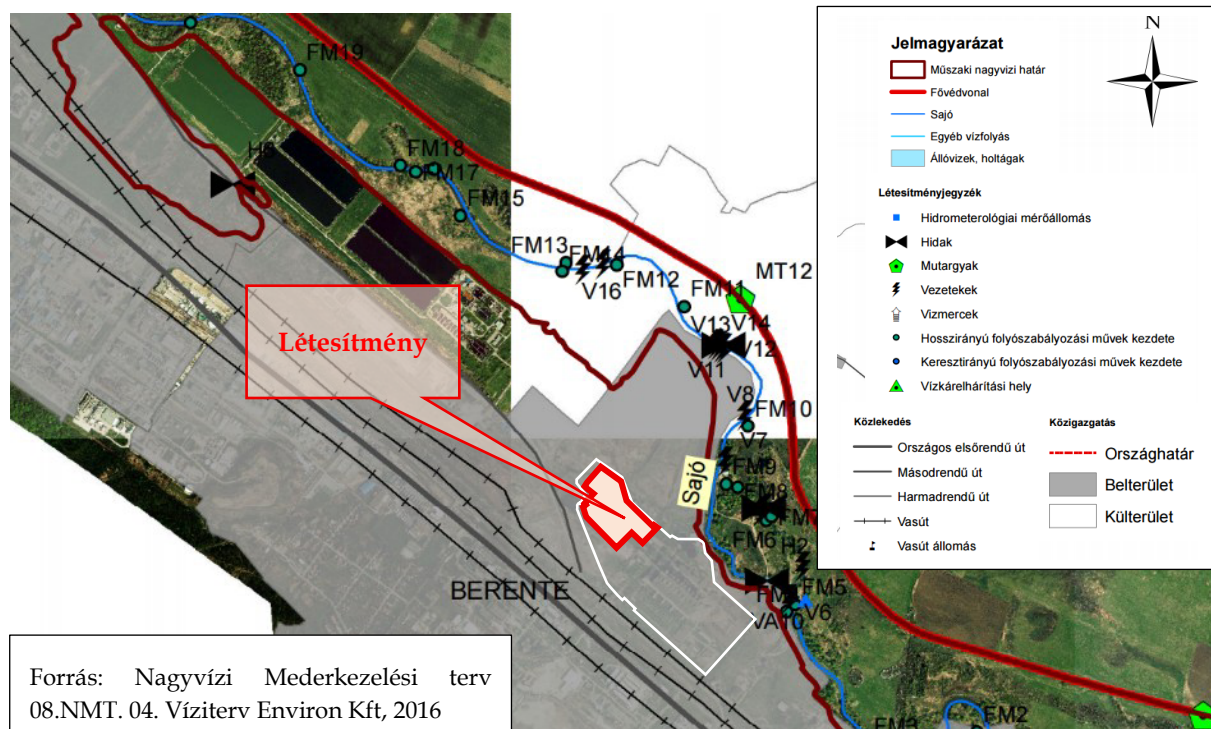 FM19
FM18
FM17
FM15
FM13
FM14
FM12
V16
FM11
MT12
V13
V14
V12
V11
V8
FM10
V7
FM9
FM8
FM6
H2
FM5
V6
VA10
FM2
Sajó
BERENTE
Létesítmény
Forrás: Nagyvízi Mederkezelési terv
08.NMT. 04. Víziterv Environ Kft, 2016
N
Jelmagyarázat
Műszaki nagyvizi határ
Fővédvonal
Sajó
Egyéb vízfolyás
Állóvizek, holtágak
Létesítményjegyzék
Hidrometerológiai mérőállomás
Hidak
Mutargyak
Vezetekek
Vizmercek
Hosszirányú folyószabályozási művek kezdete
Keresztirányú folyószabályozási művek kezdete
Vízkárelhárítási hely
Közlekedés
Országos elsőrendű út
Másodrendű út
Harmadrendű út
Vasút
Vasút állomás
Közigazgatás
Országhatár
Belterület
Külterület